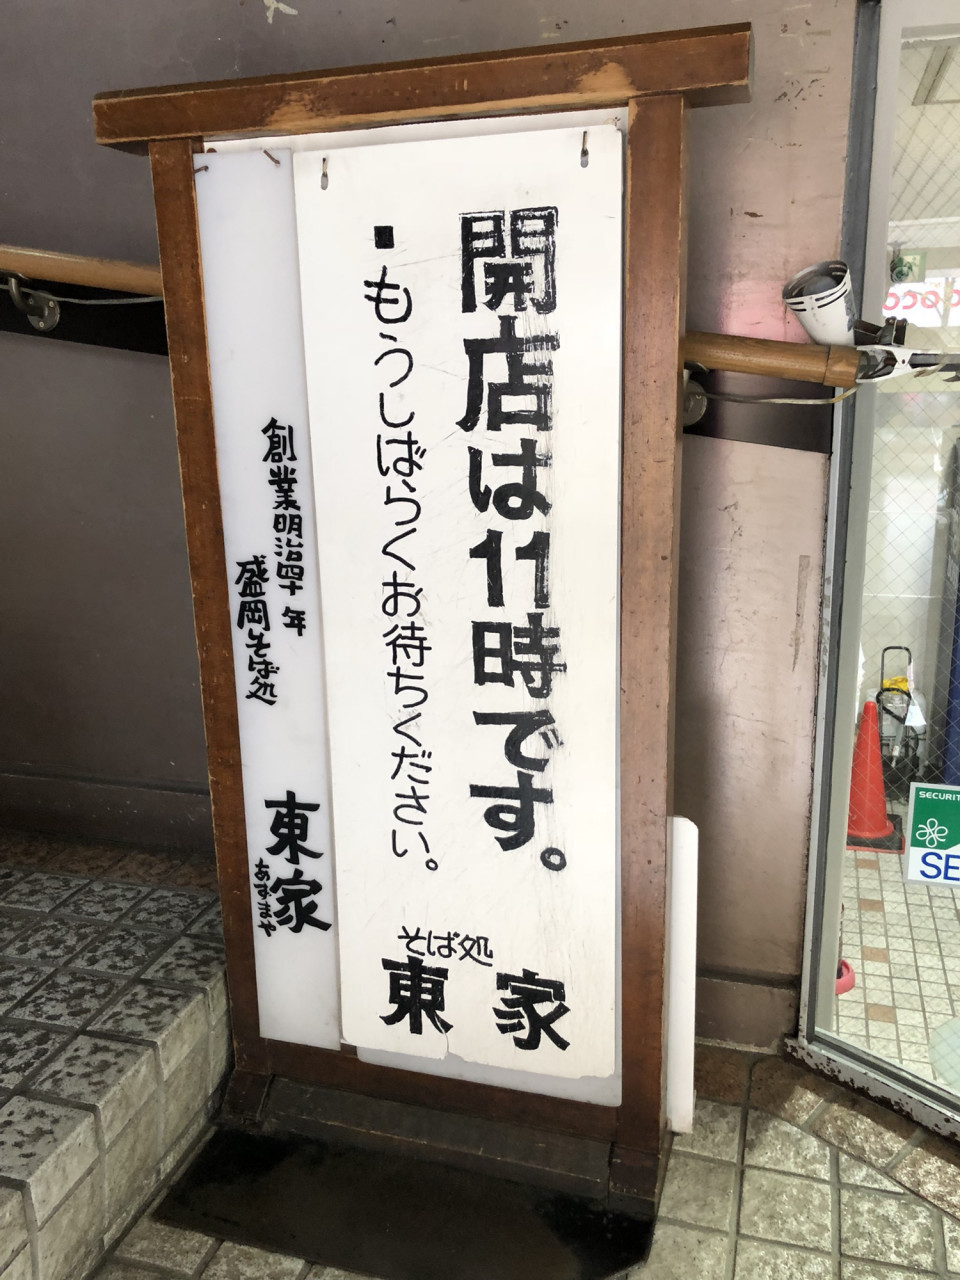 開店は11時です。
▪もうしばらくお待ちください。
そば処
東家
創業明治四十年
盛岡そば処
東家
あずまや
SECURIT
SE